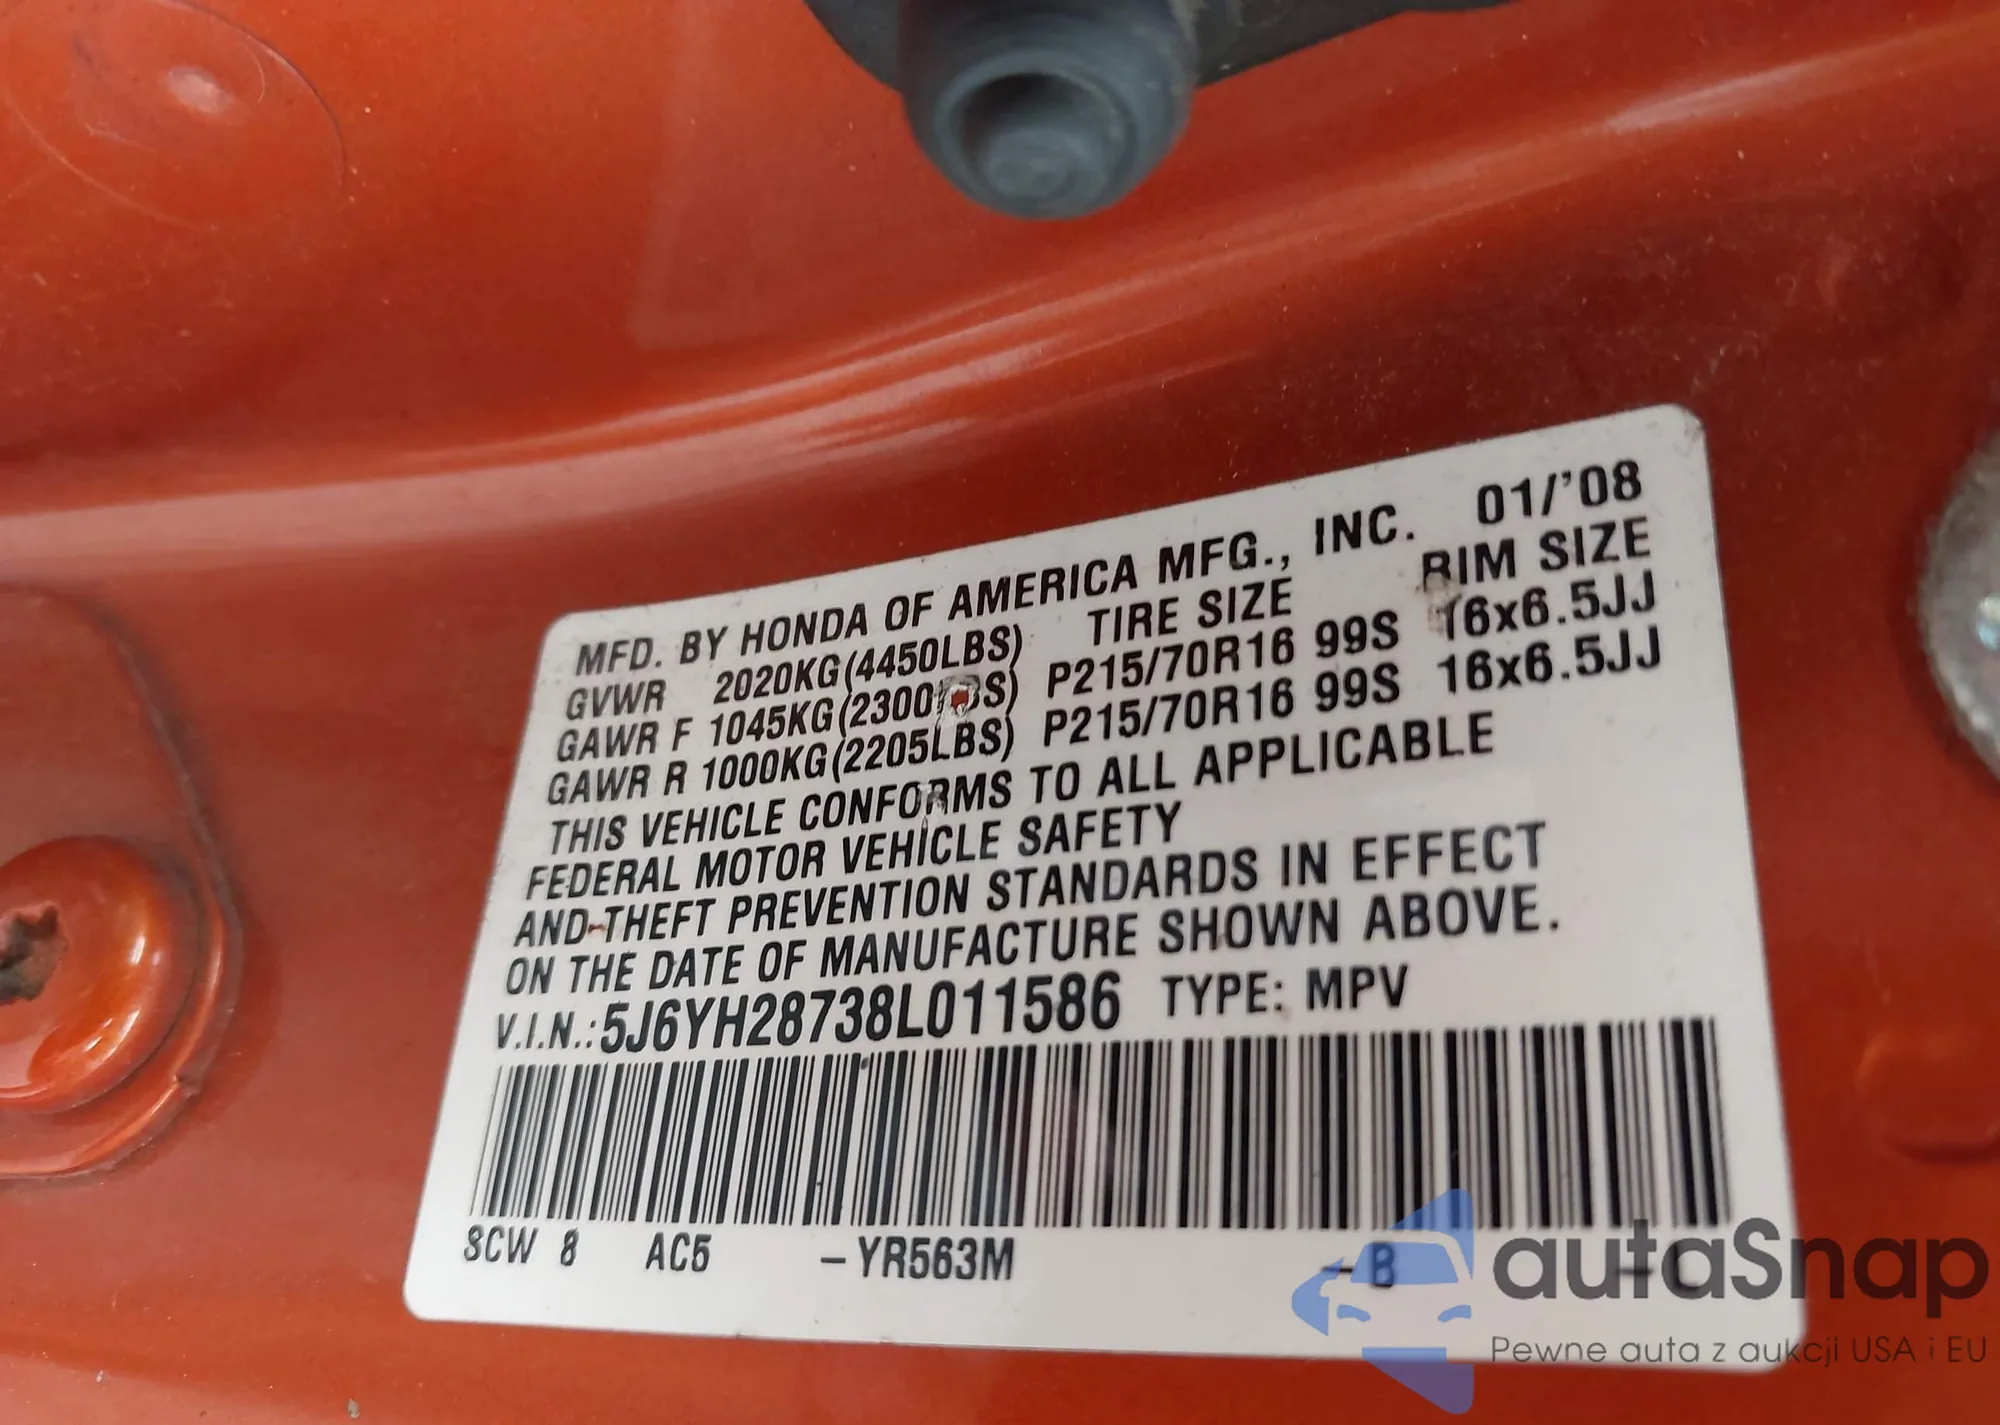 MFD. BY HONDA OF AMERICA MFG., INC. 01/'08
GVWR 2020KG(4450LBS) TIRE SIZE RIM SIZE
GAWR F 1045KG(2300LBS) P215/70R16 99S 16x6.5JJ
GAWR R 1000KG(2205LBS) P215/70R16 99S 16x6.5JJ
THIS VEHICLE CONFORMS TO ALL APPLICABLE
FEDERAL MOTOR VEHICLE SAFETY
AND THEFT PREVENTION STANDARDS IN EFFECT
ON THE DATE OF MANUFACTURE SHOWN ABOVE.
V.I.N.:5J6YH28738L011586 TYPE: MPV
SCW 8 AC5 –YR563M –B
autaSnap
Pewne auta z aukcji USA i EU